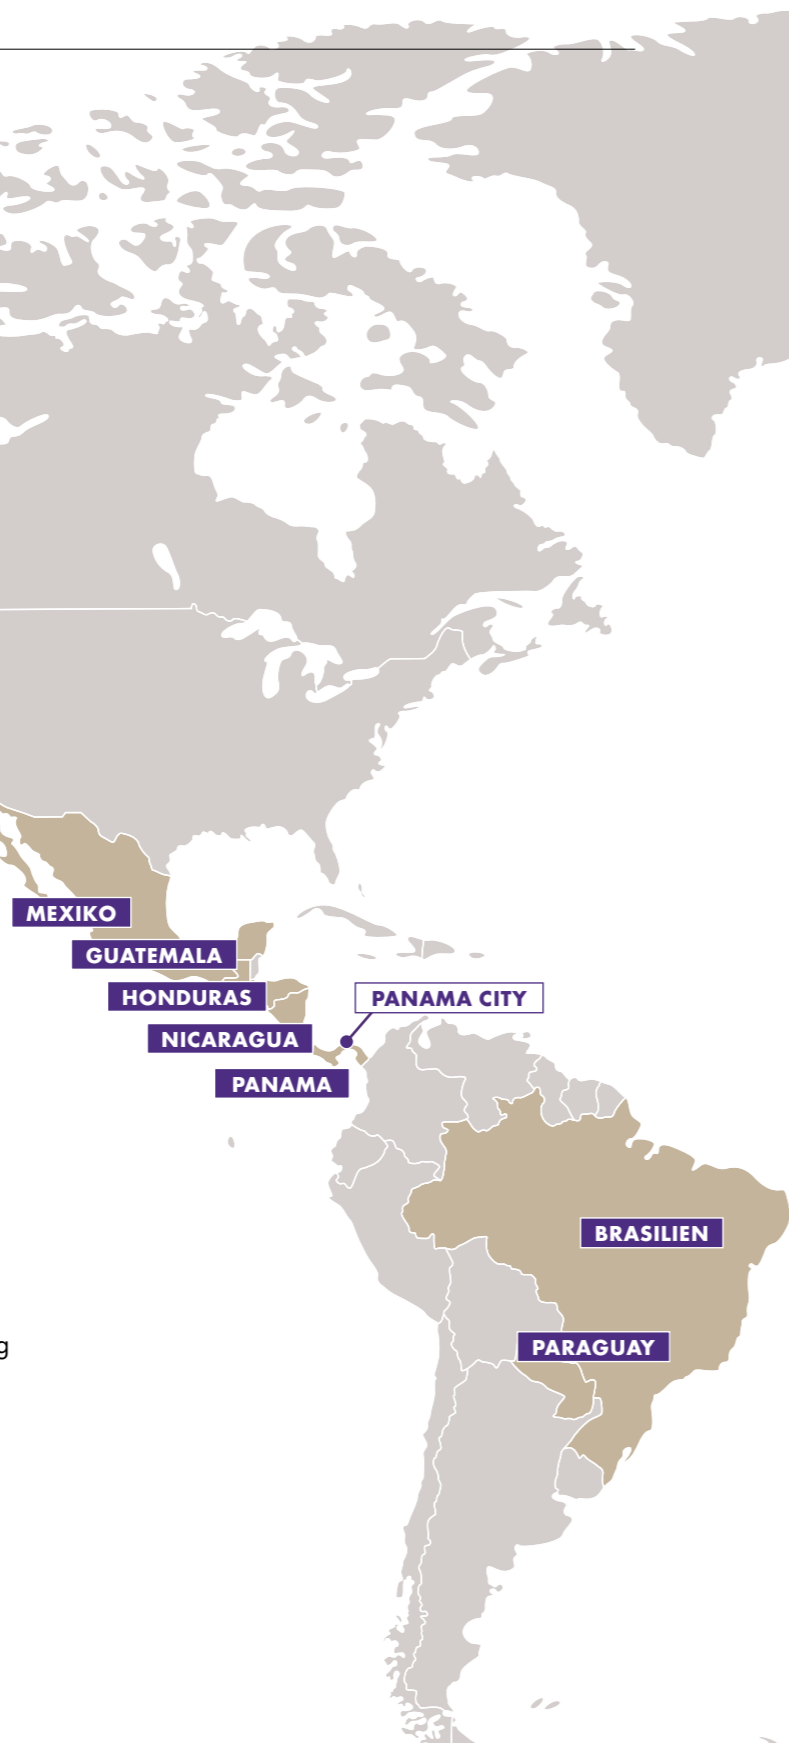 MEXIKO
GUATEMALA
HONDURAS
PANAMA CITY
NICARAGUA
PANAMA
BRASILIEN
g
PARAGUAY